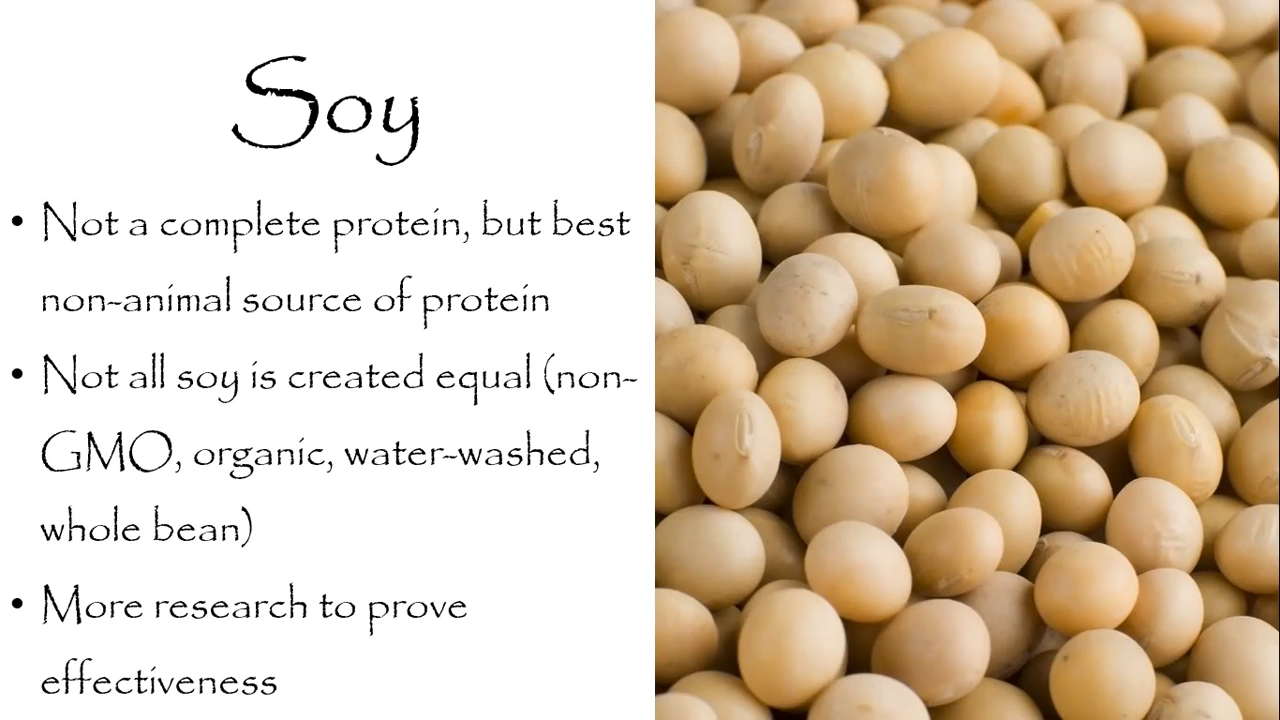 Soy
• Not a complete protein, but best
non-animal source of protein
• Not all soy is created equal (non-
GMO, organic, water-washed,
whole bean)
• More research to prove
effectiveness